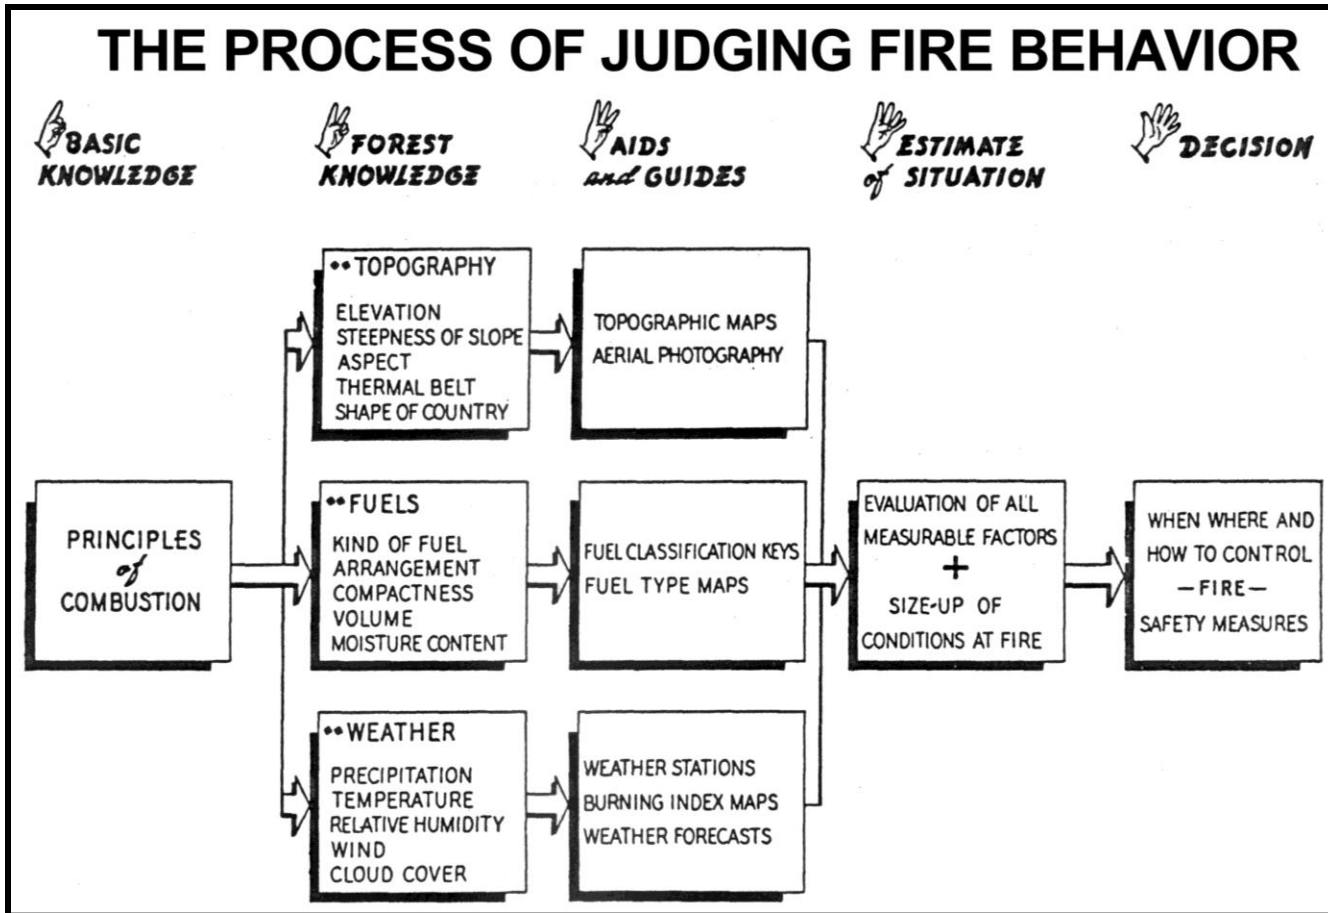 THE PROCESS OF JUDGING FIRE BEHAVIOR
BASIC
KNOWLEDGE
FOREST
KNOWLEDGE
AIDS
and GUIDES
ESTIMATE
of SITUATION
DECISION
PRINCIPLES
of
COMBUSTION
••TOPOGRAPHY
ELEVATION
STEEPNESS OF SLOPE
ASPECT
THERMAL BELT
SHAPE OF COUNTRY
••FUELS
KIND OF FUEL
ARRANGEMENT
COMPACTNESS
VOLUME
MOISTURE CONTENT
••WEATHER
PRECIPITATION
TEMPERATURE
RELATIVE HUMIDITY
WIND
CLOUD COVER
TOPOGRAPHIC MAPS
AERIAL PHOTOGRAPHY
FUEL CLASSIFICATION KEYS
FUEL TYPE MAPS
WEATHER STATIONS
BURNING INDEX MAPS
WEATHER FORECASTS
EVALUATION OF ALL
MEASURABLE FACTORS
+
SIZE-UP OF
CONDITIONS AT FIRE
WHEN WHERE AND
HOW TO CONTROL
—FIRE—
SAFETY MEASURES